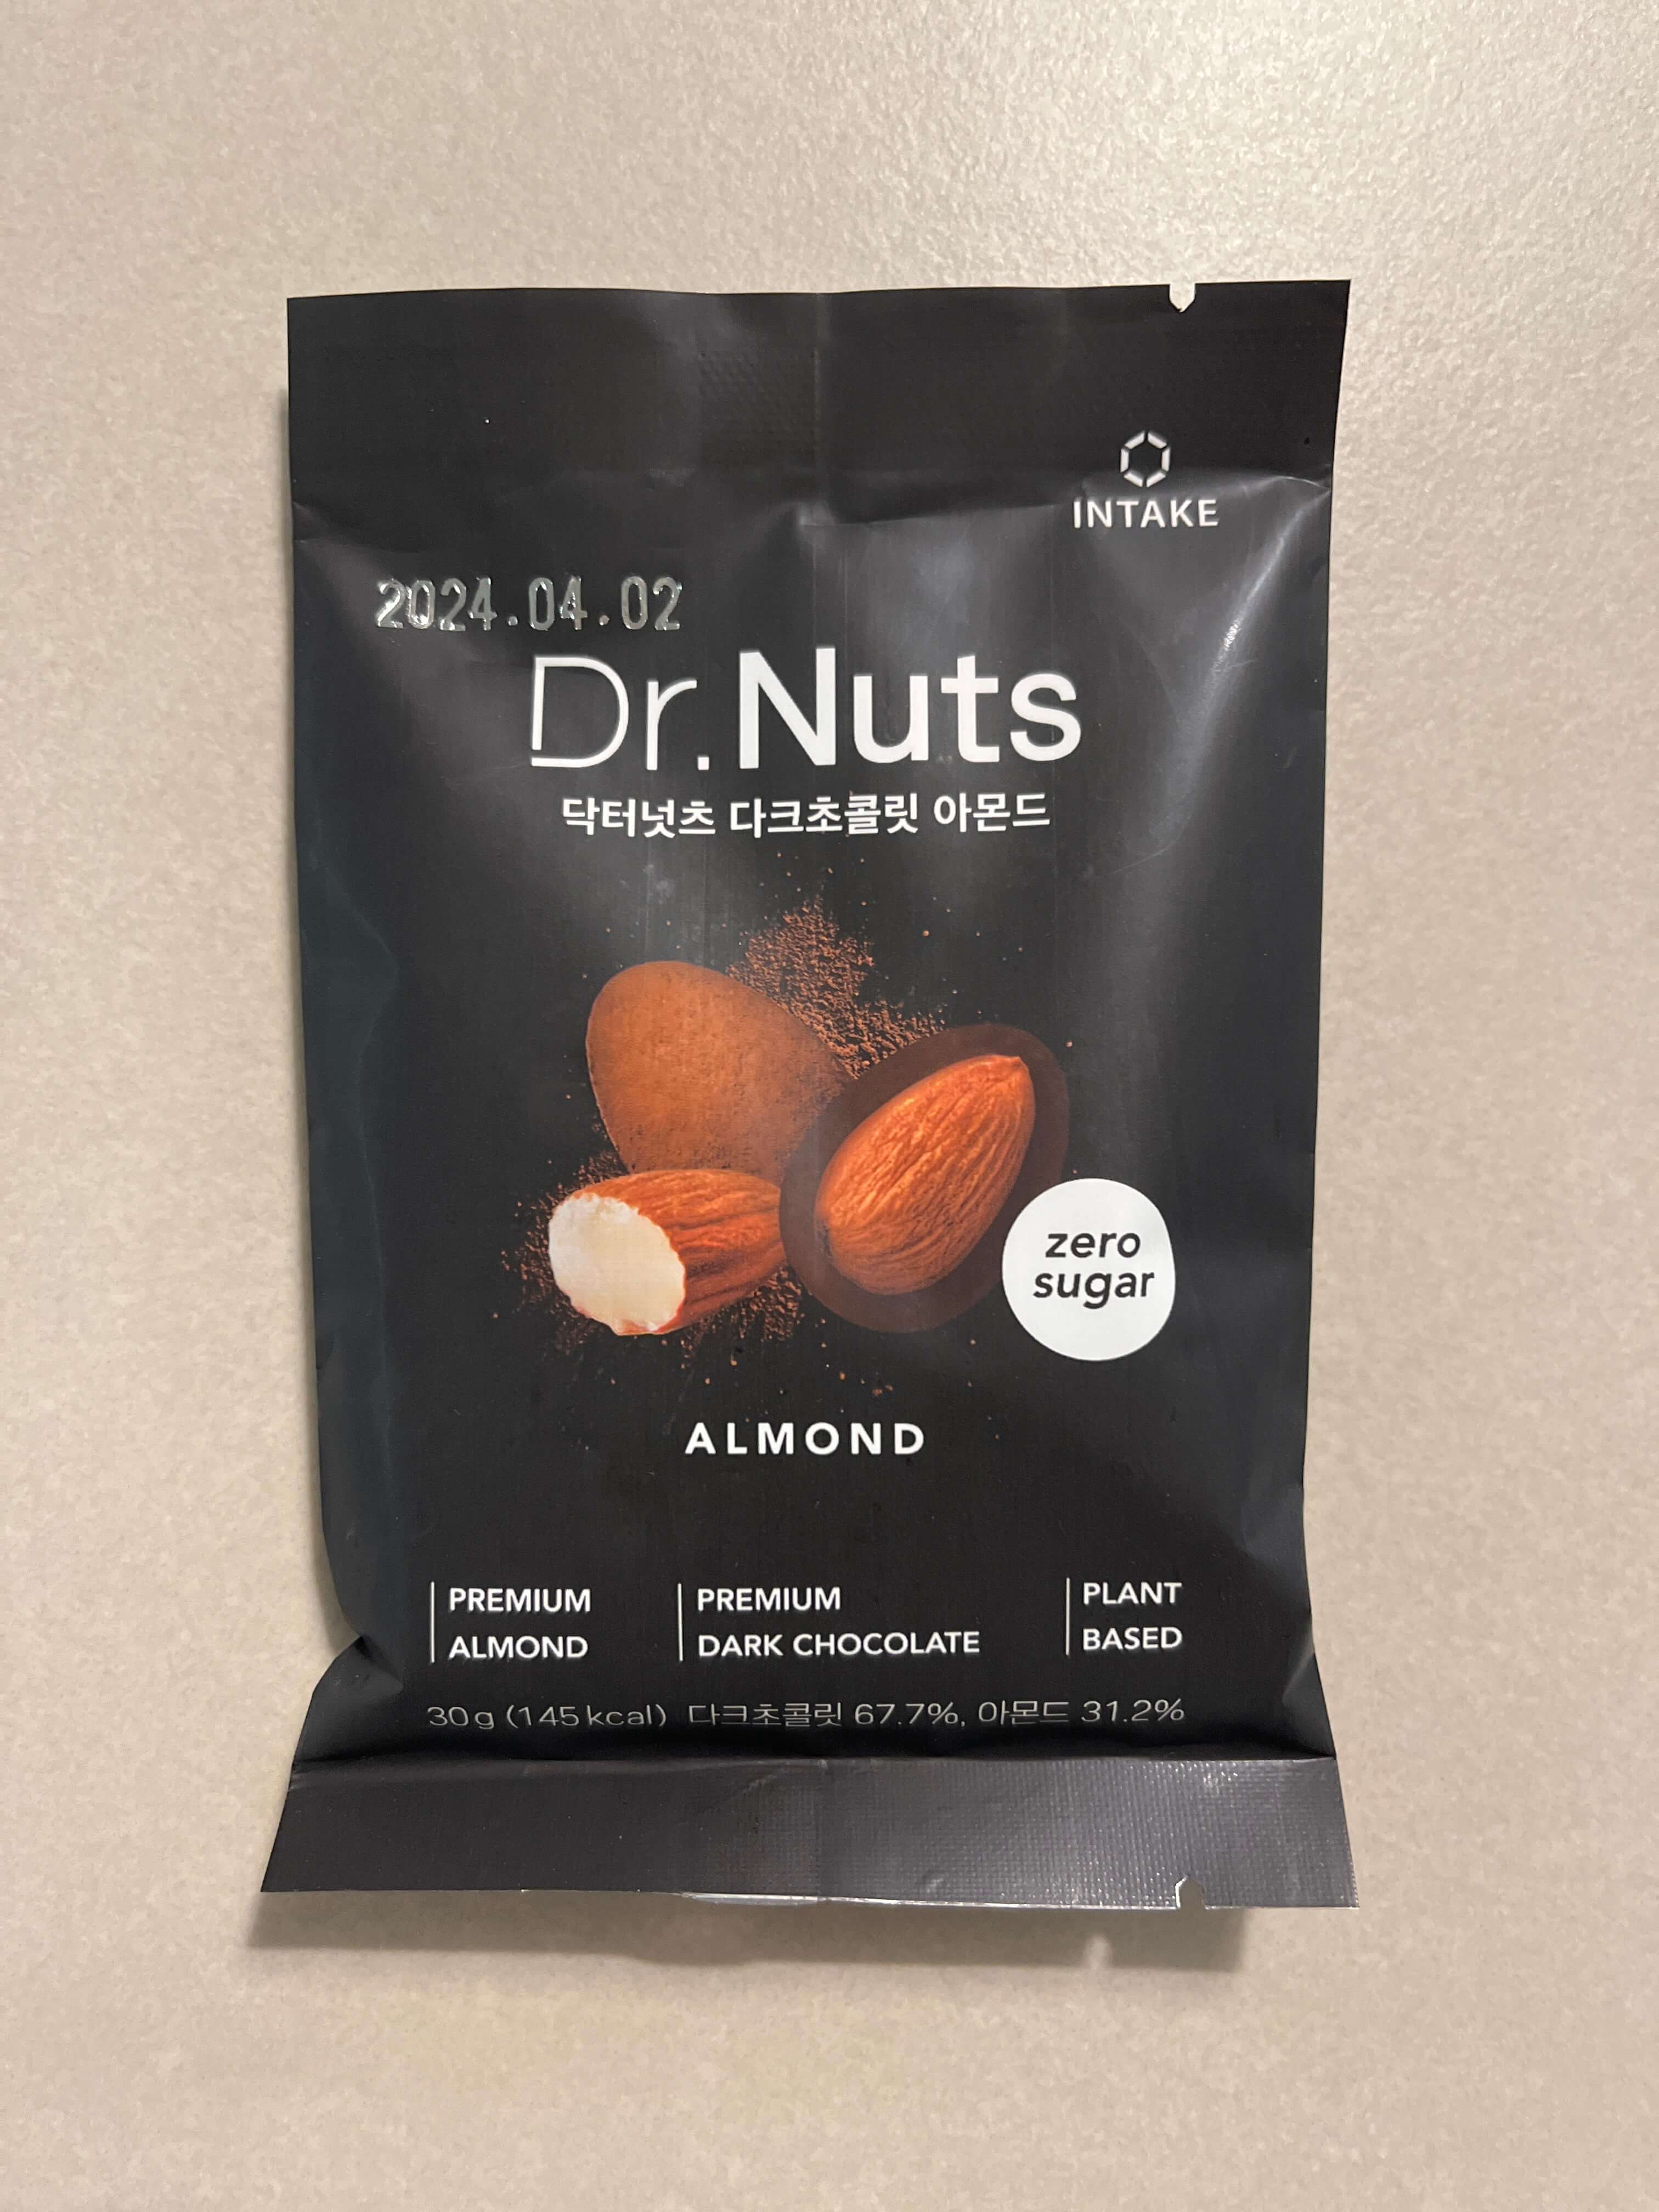 INTAKE
2024.04.02
Dr.Nuts
닥터넛츠 다크초콜릿 아몬드
zero
sugar
ALMOND
PREMIUM
ALMOND
PREMIUM
DARK CHOCOLATE
PLANT
BASED
30g (145kcal) 다크초콜릿 67.7%, 아몬드 31.2%